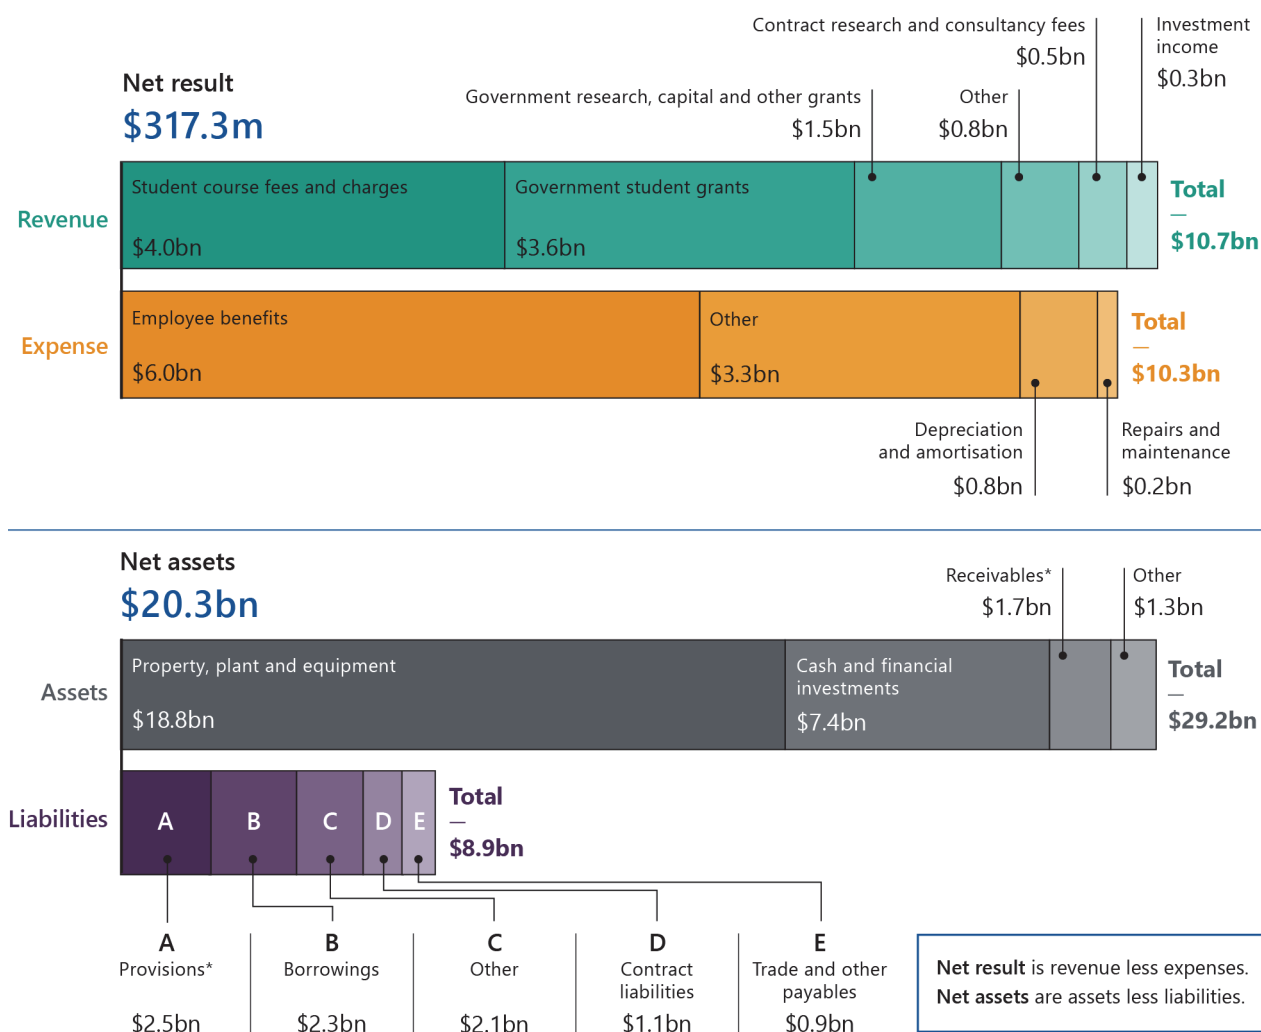 Contract research and consultancy fees
$0.5bn
Investment
income
$0.3bn
Net result
$317.3m
Government research, capital and other grants
$1.5bn
Other
$0.8bn
Revenue
Student course fees and charges
$4.0bn
Government student grants
$3.6bn
Total
—
$10.7bn
Expense
Employee benefits
$6.0bn
Other
$3.3bn
Total
—
$10.3bn
Depreciation
and amortisation
$0.8bn
Repairs and
maintenance
$0.2bn
Net assets
$20.3bn
Receivables*
$1.7bn
Other
$1.3bn
Assets
Property, plant and equipment
$18.8bn
Cash and financial
investments
$7.4bn
Total
—
$29.2bn
Liabilities
A
B
C
D
E
Total
—
$8.9bn
A
Provisions*
$2.5bn
B
Borrowings
$2.3bn
C
Other
$2.1bn
D
Contract
liabilities
$1.1bn
E
Trade and other
payables
$0.9bn
Net result is revenue less expenses.
Net assets are assets less liabilities.